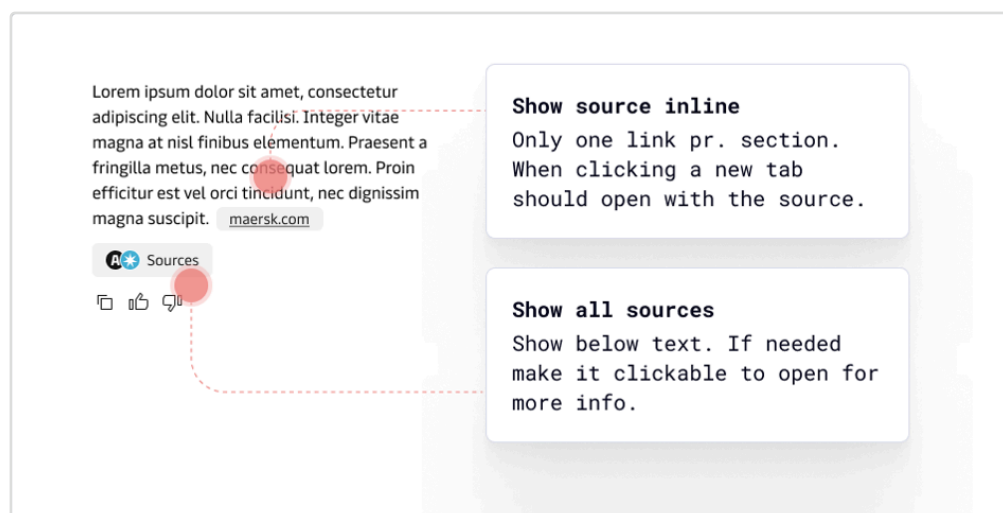 Lorem ipsum dolor sit amet, consectetur
adipiscing elit. Nulla facilisi. Integer vitae
magna at nisl finibus elementum. Praesent a
fringilla metus, nec consequat lorem. Proin
efficitur est vel orci tincidunt, nec dignissim
magna suscipit. maersk.com
A Sources
Show source inline
Only one link pr. section.
When clicking a new tab
should open with the source.
Show all sources
Show below text. If needed
make it clickable to open for
more info.